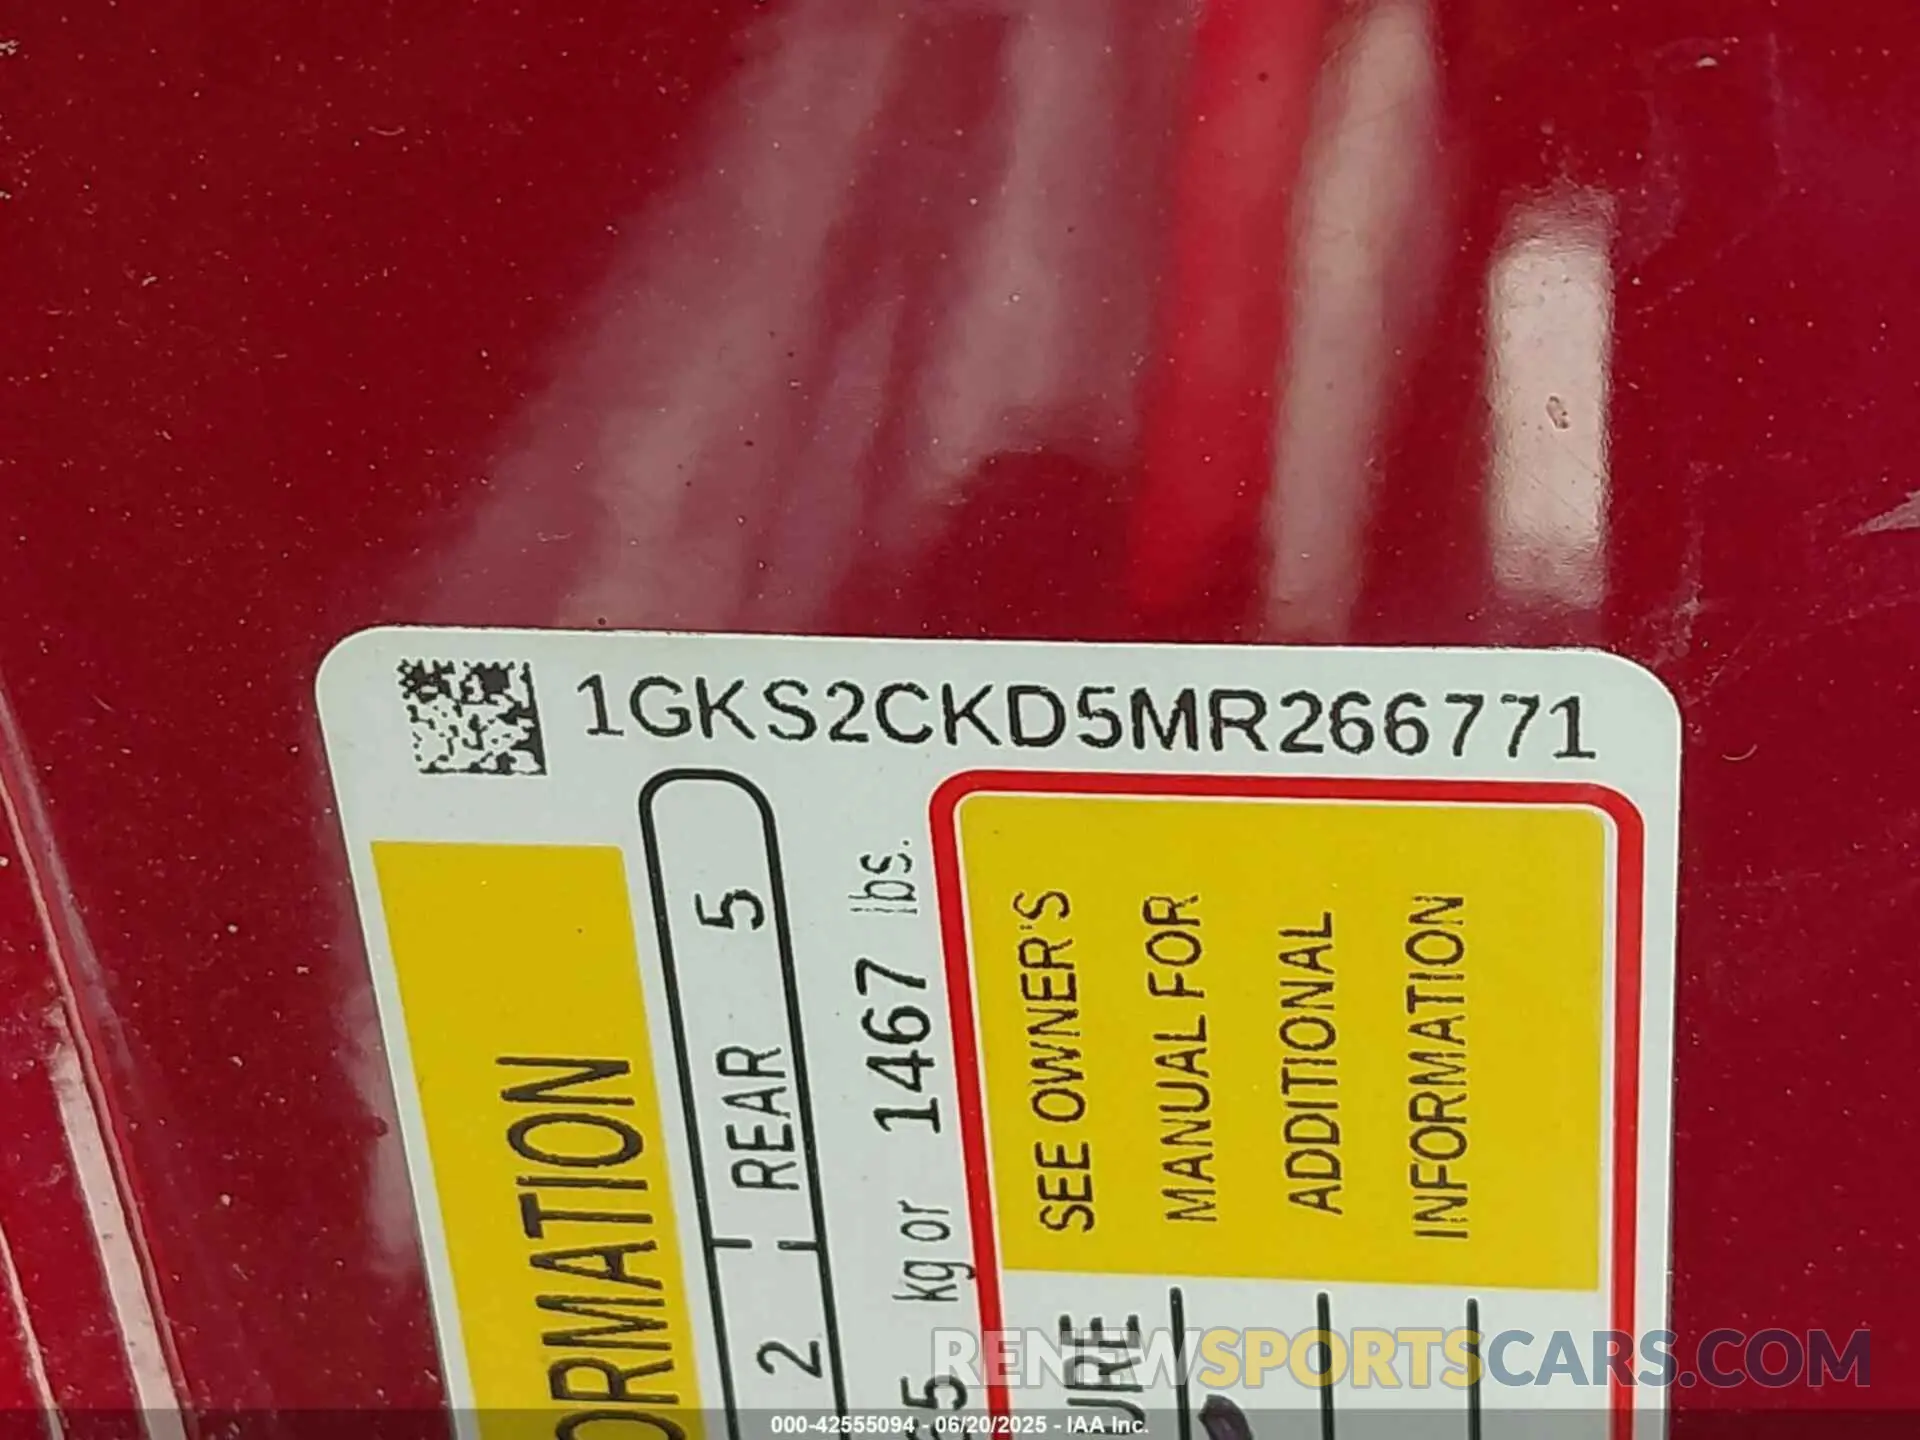 1GKS2CKD5MR266771
ORMATION
2 REAR 5
kg or 1467 lbs.
SEE OWNER'S
MANUAL FOR
ADDITIONAL
INFORMATION
RENEWSPORTSCARS.COM
000-42555094 - 06/20/2025 - IAA Inc.